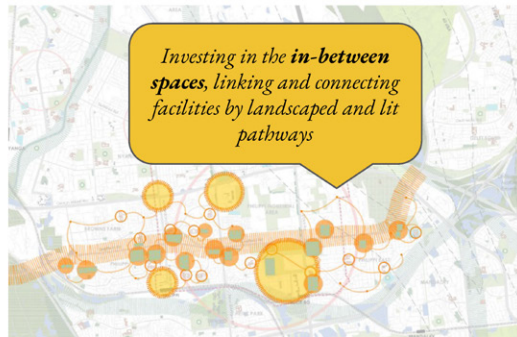 Investing in the in-between
spaces, linking and connecting
facilities by landscaped and lit
pathways